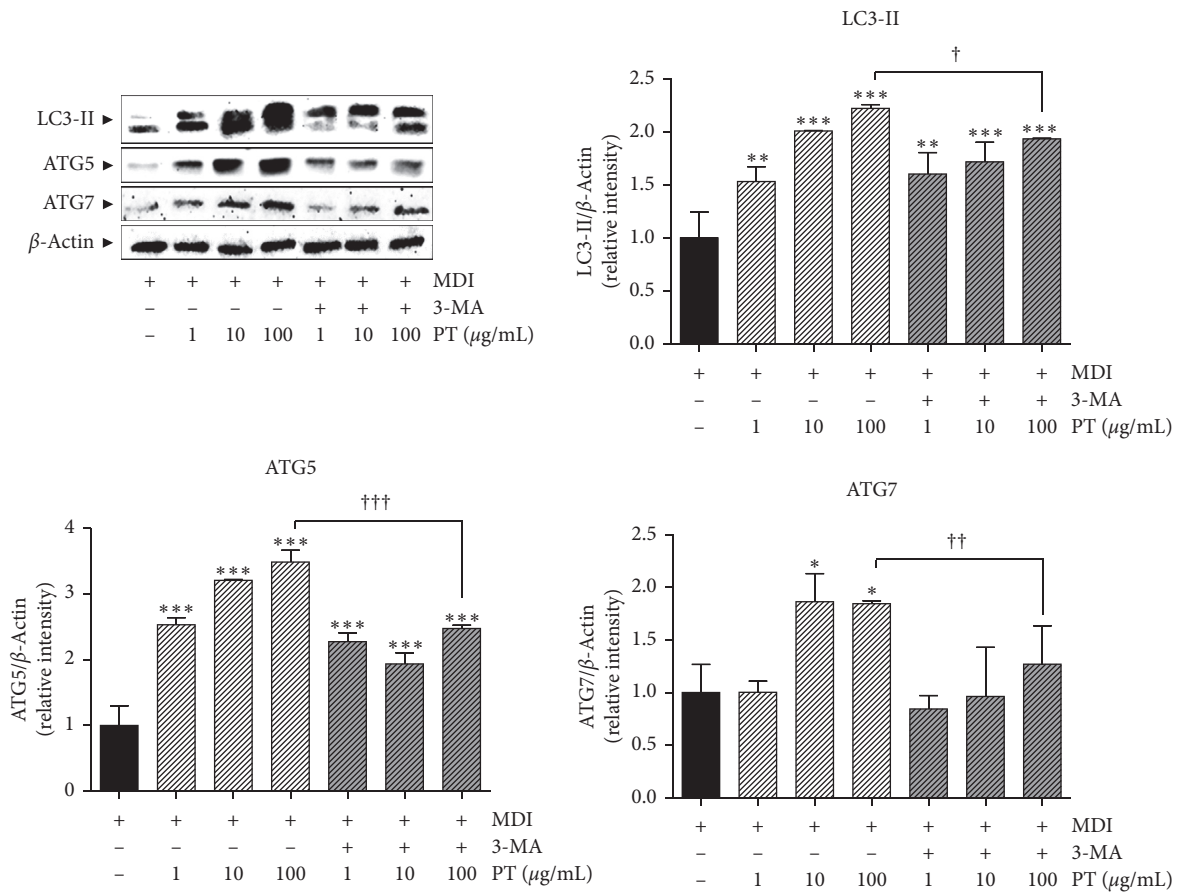 LC3-II ►
ATG5 ►
ATG7 ►
β-Actin ►
+ + + + + + + MDI
– – – – + + + 3-MA
– 1 10 100 1 10 100 PT (μg/mL)
LC3-II
†
2.5
2.0
1.5
1.0
0.5
0.0
LC3-II/β-Actin
(relative intensity)
** *** *** ** *** ***
+ + + + + + + MDI
– – – – + + + 3-MA
– 1 10 100 1 10 100 PT (μg/mL)
ATG5
†††
4
3
2
1
0
ATG5/β-Actin
(relative intensity)
*** *** *** *** *** ***
+ + + + + + + MDI
– – – – + + + 3-MA
– 1 10 100 1 10 100 PT (μg/mL)
ATG7
††
2.5
2.0
1.5
1.0
0.5
0.0
ATG7/β-Actin
(relative intensity)
* *
+ + + + + + + MDI
– – – – + + + 3-MA
– 1 10 100 1 10 100 PT (μg/mL)